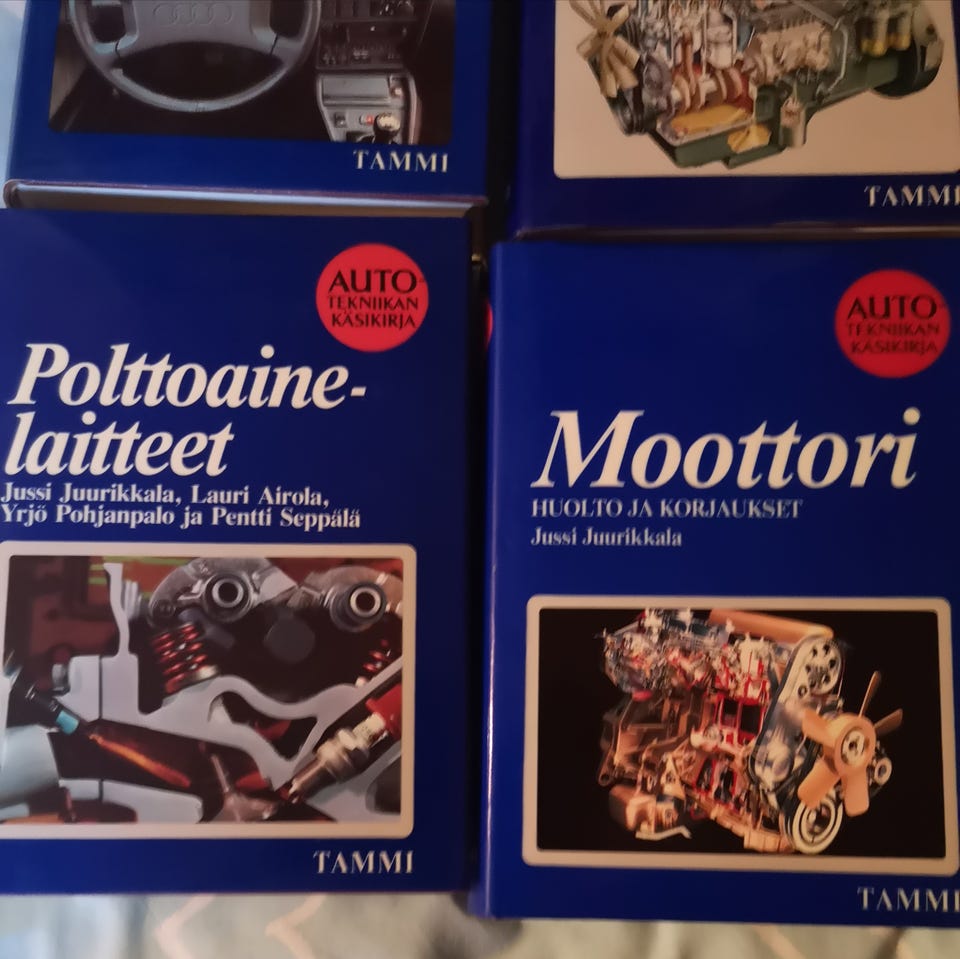 TAMMI
TAMMI
AUTO-
TEKNIIKAN
KÄSIKIRJA
Polttoaine-
laitteet
Jussi Juurikkala, Lauri Airola,
Yrjö Pohjanpalo ja Pentti Seppälä
TAMMI
AUTO-
TEKNIIKAN
KÄSIKIRJA
Moottori
HUOLTO JA KORJAUKSET
Jussi Juurikkala
TAMMI